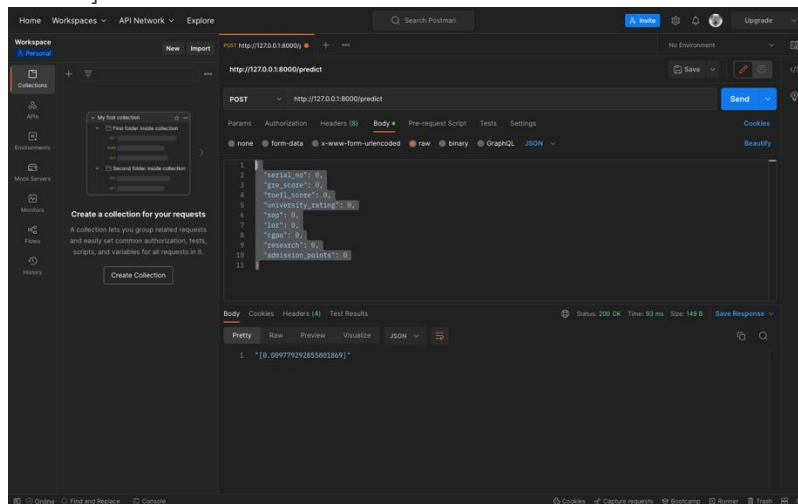 Home Workspaces API Network Explore Search Postman Invite Upgrade
Workspace
Personal
New Import
POST http://127.0.0.1:8000/
No Environment
http://127.0.0.1:8000/predict
Save
Collections
APIs
Environments
Mock Servers
Monitors
Flows
History
My first collection
First folder inside collection
Second folder inside collection
Create a collection for your requests
A collection lets you group related requests
and easily set common authorization, tests,
scripts, and variables for all requests in it.
Create Collection
POST http://127.0.0.1:8000/predict Send
Params Authorization Headers (8) Body Pre-request Script Tests Settings Cookies
none form-data x-www-form-urlencoded raw binary GraphQL JSON Beautify
1 {
2 "serial_no": 0,
3 "gre_score": 0,
4 "toefl_score": 0,
5 "university_rating": 0,
6 "sop": 0,
7 "lor": 0,
8 "cgpa": 0,
9 "research": 0,
10 "admission_points": 0
11 }
Body Cookies Headers (4) Test Results Status: 200 OK Time: 93 ms Size: 149 B Save Response
Pretty Raw Preview Visualize JSON
1 "[0.009779292855801869]"
Online Find and Replace Console Cookies Capture requests Bootcamp Runner Trash